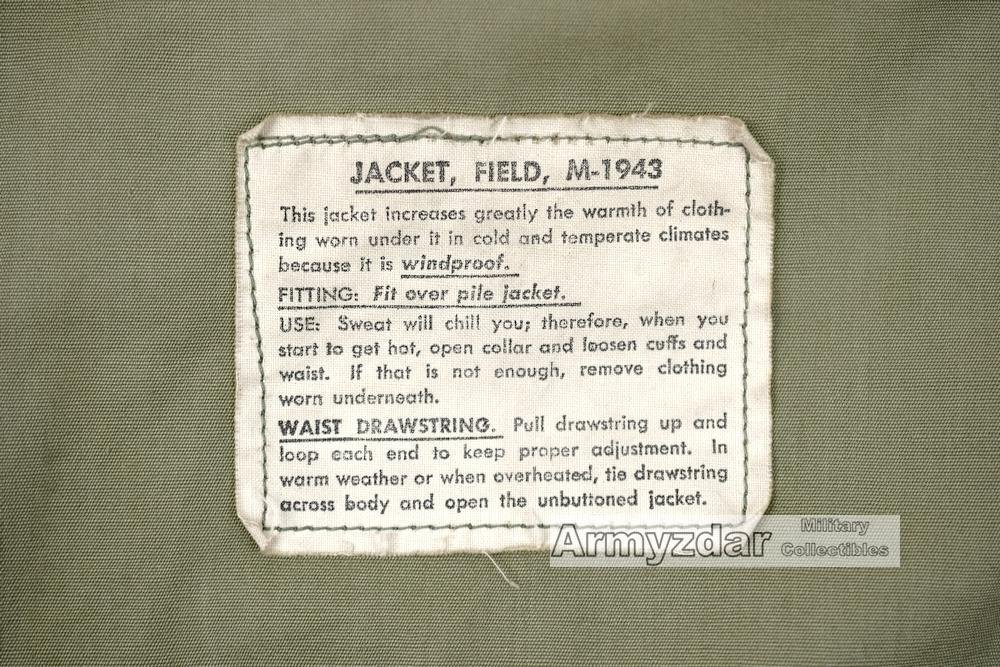 JACKET, FIELD, M-1943
This jacket increases greatly the warmth of cloth-
ing worn under it in cold and temperate climates
because it is windproof.
FITTING: Fit over pile jacket.
USE: Sweat will chill you; therefore, when you
start to get hot, open collar and loosen cuffs and
waist. If that is not enough, remove clothing
worn underneath.
WAIST DRAWSTRING. Pull drawstring up and
loop each end to keep proper adjustment. In
warm weather or when overheated, tie drawstring
across body and open the unbuttoned jacket.
Armyzdar Military
Collectibles